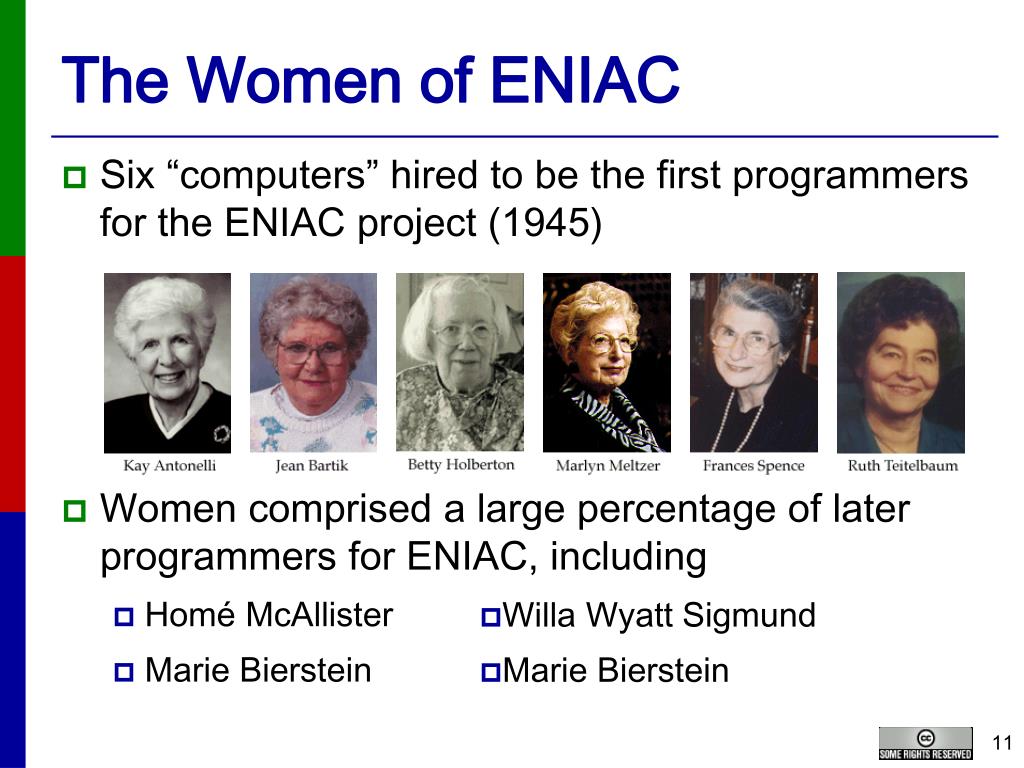 The Women of ENIAC
Six “computers” hired to be the first programmers
for the ENIAC project (1945)
Kay Antonelli
Jean Bartik
Betty Holberton
Marlyn Meltzer
Frances Spence
Ruth Teitelbaum
Women comprised a large percentage of later
programmers for ENIAC, including
Homé McAllister
Willa Wyatt Sigmund
Marie Bierstein
Marie Bierstein
cc
SOME RIGHTS RESERVED
11